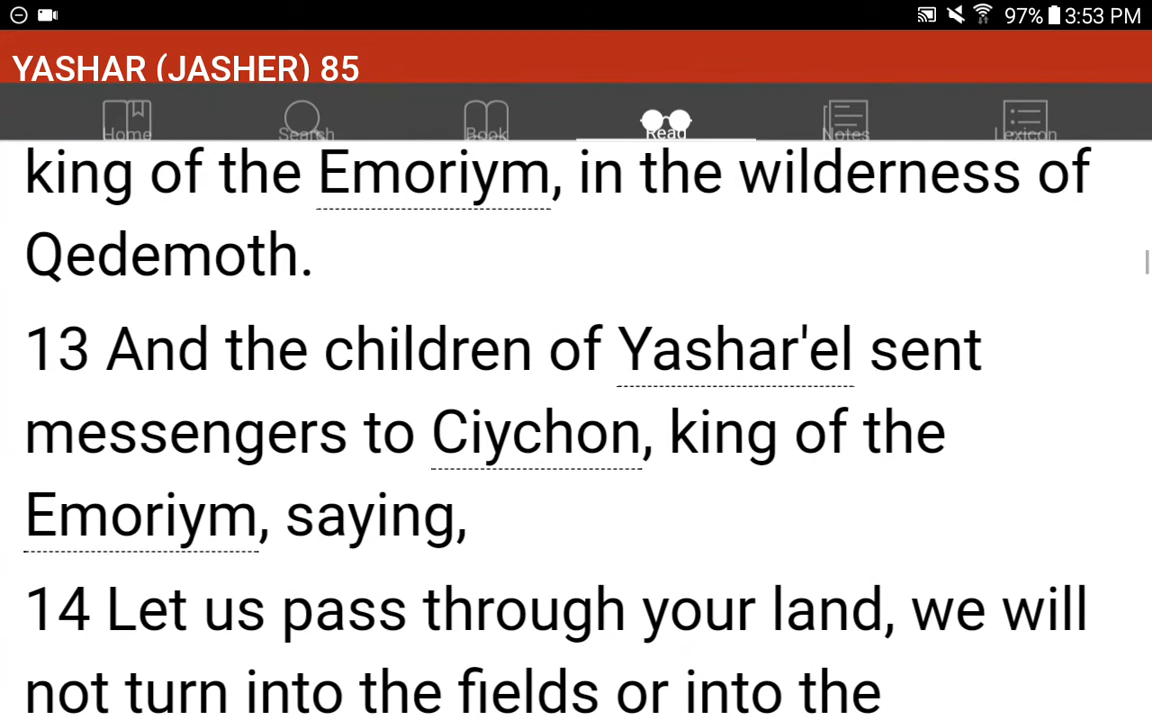 97% 3:53 PM
YASHAR (JASHER) 85
Home Search Book Read Notes Lexicon
king of the Emoriym, in the wilderness of
Qedemoth.
13 And the children of Yashar'el sent
messengers to Ciychon, king of the
Emoriym, saying,
14 Let us pass through your land, we will
not turn into the fields or into the